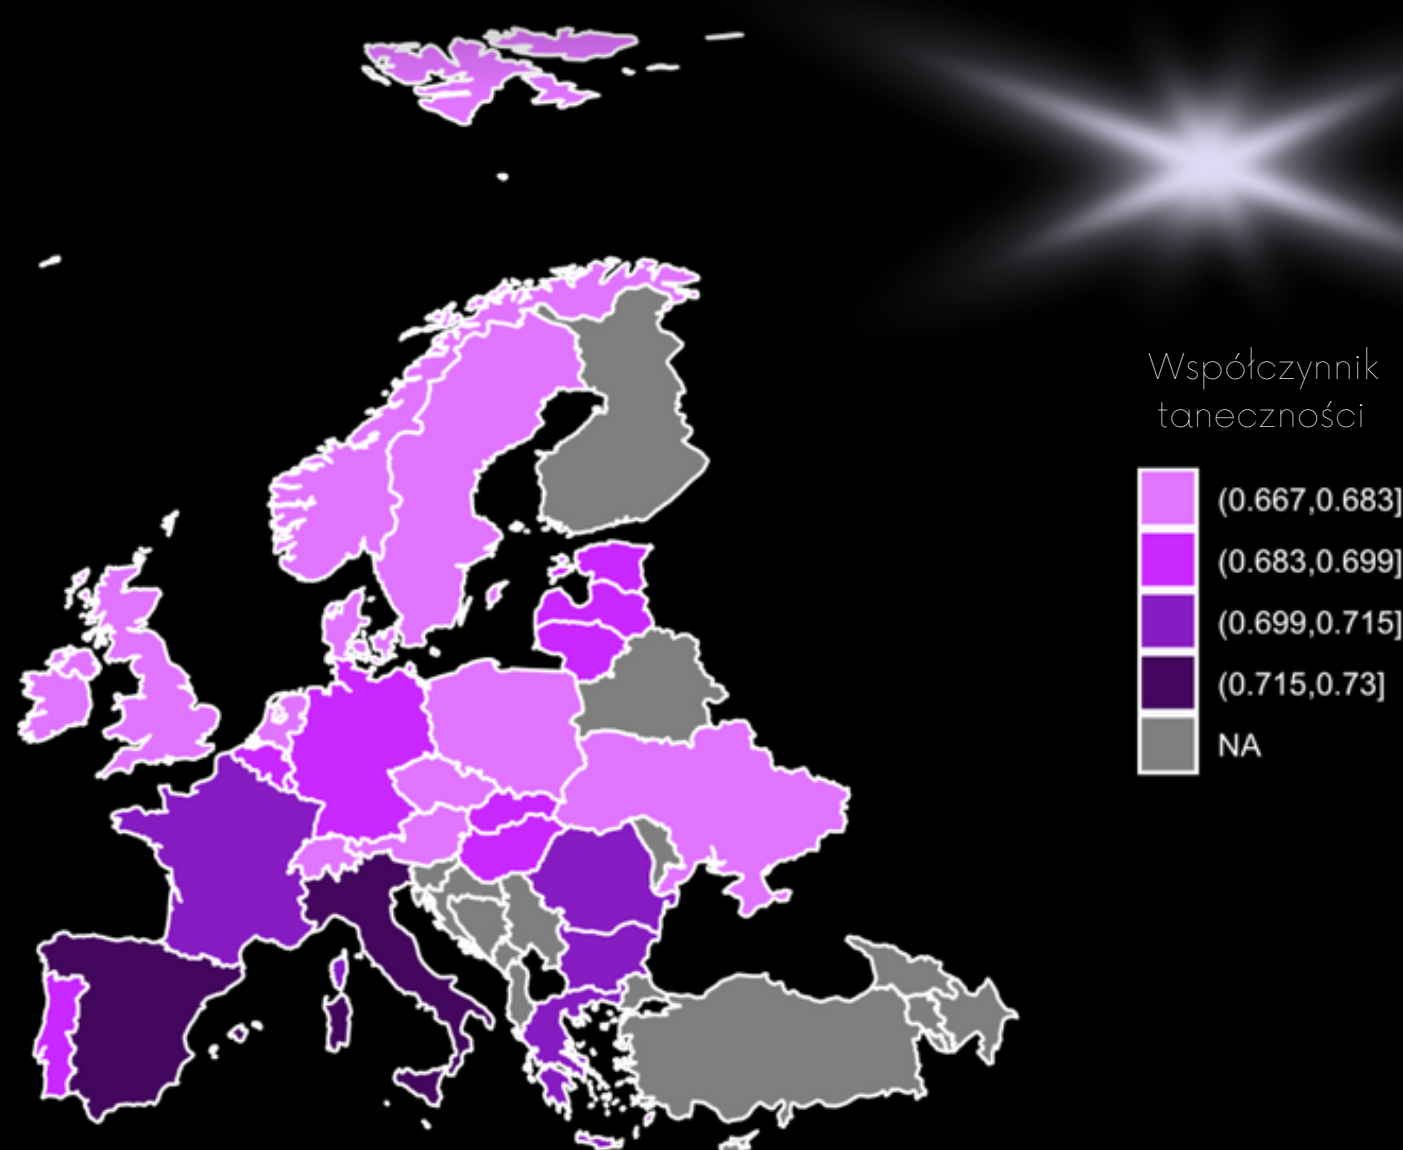 Współczynnik
taneczności
(0.667,0.683]
(0.683,0.699]
(0.699,0.715]
(0.715,0.73]
NA